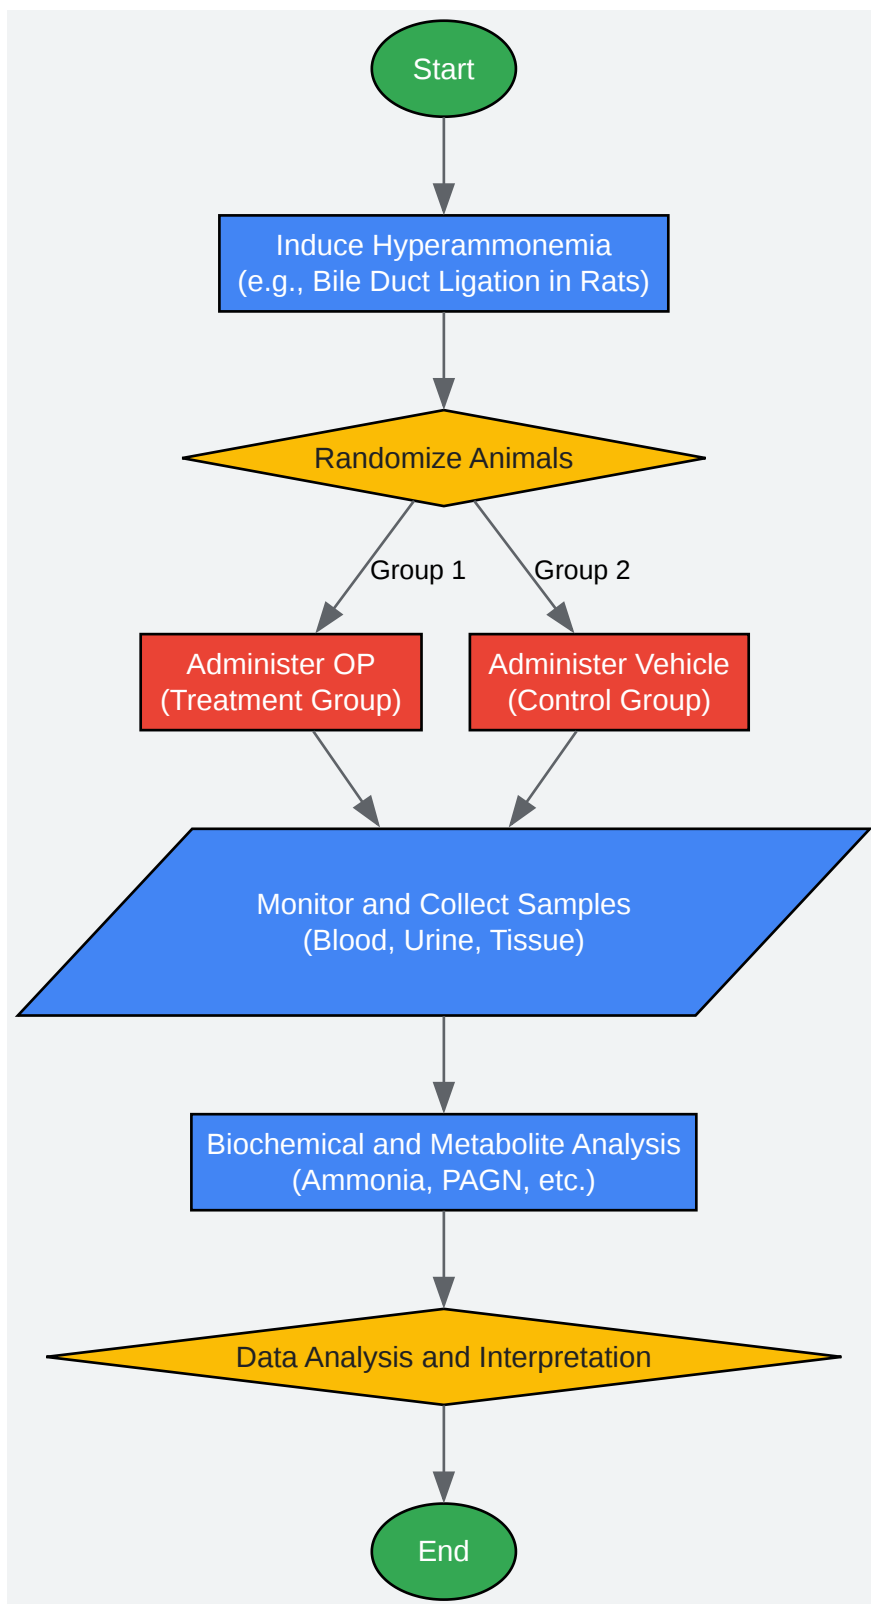 Start
Induce Hyperammonemia
(e.g., Bile Duct Ligation in Rats)
Randomize Animals
Group 1
Group 2
Administer OP
(Treatment Group)
Administer Vehicle
(Control Group)
Monitor and Collect Samples
(Blood, Urine, Tissue)
Biochemical and Metabolite Analysis
(Ammonia, PAGN, etc.)
Data Analysis and Interpretation
End